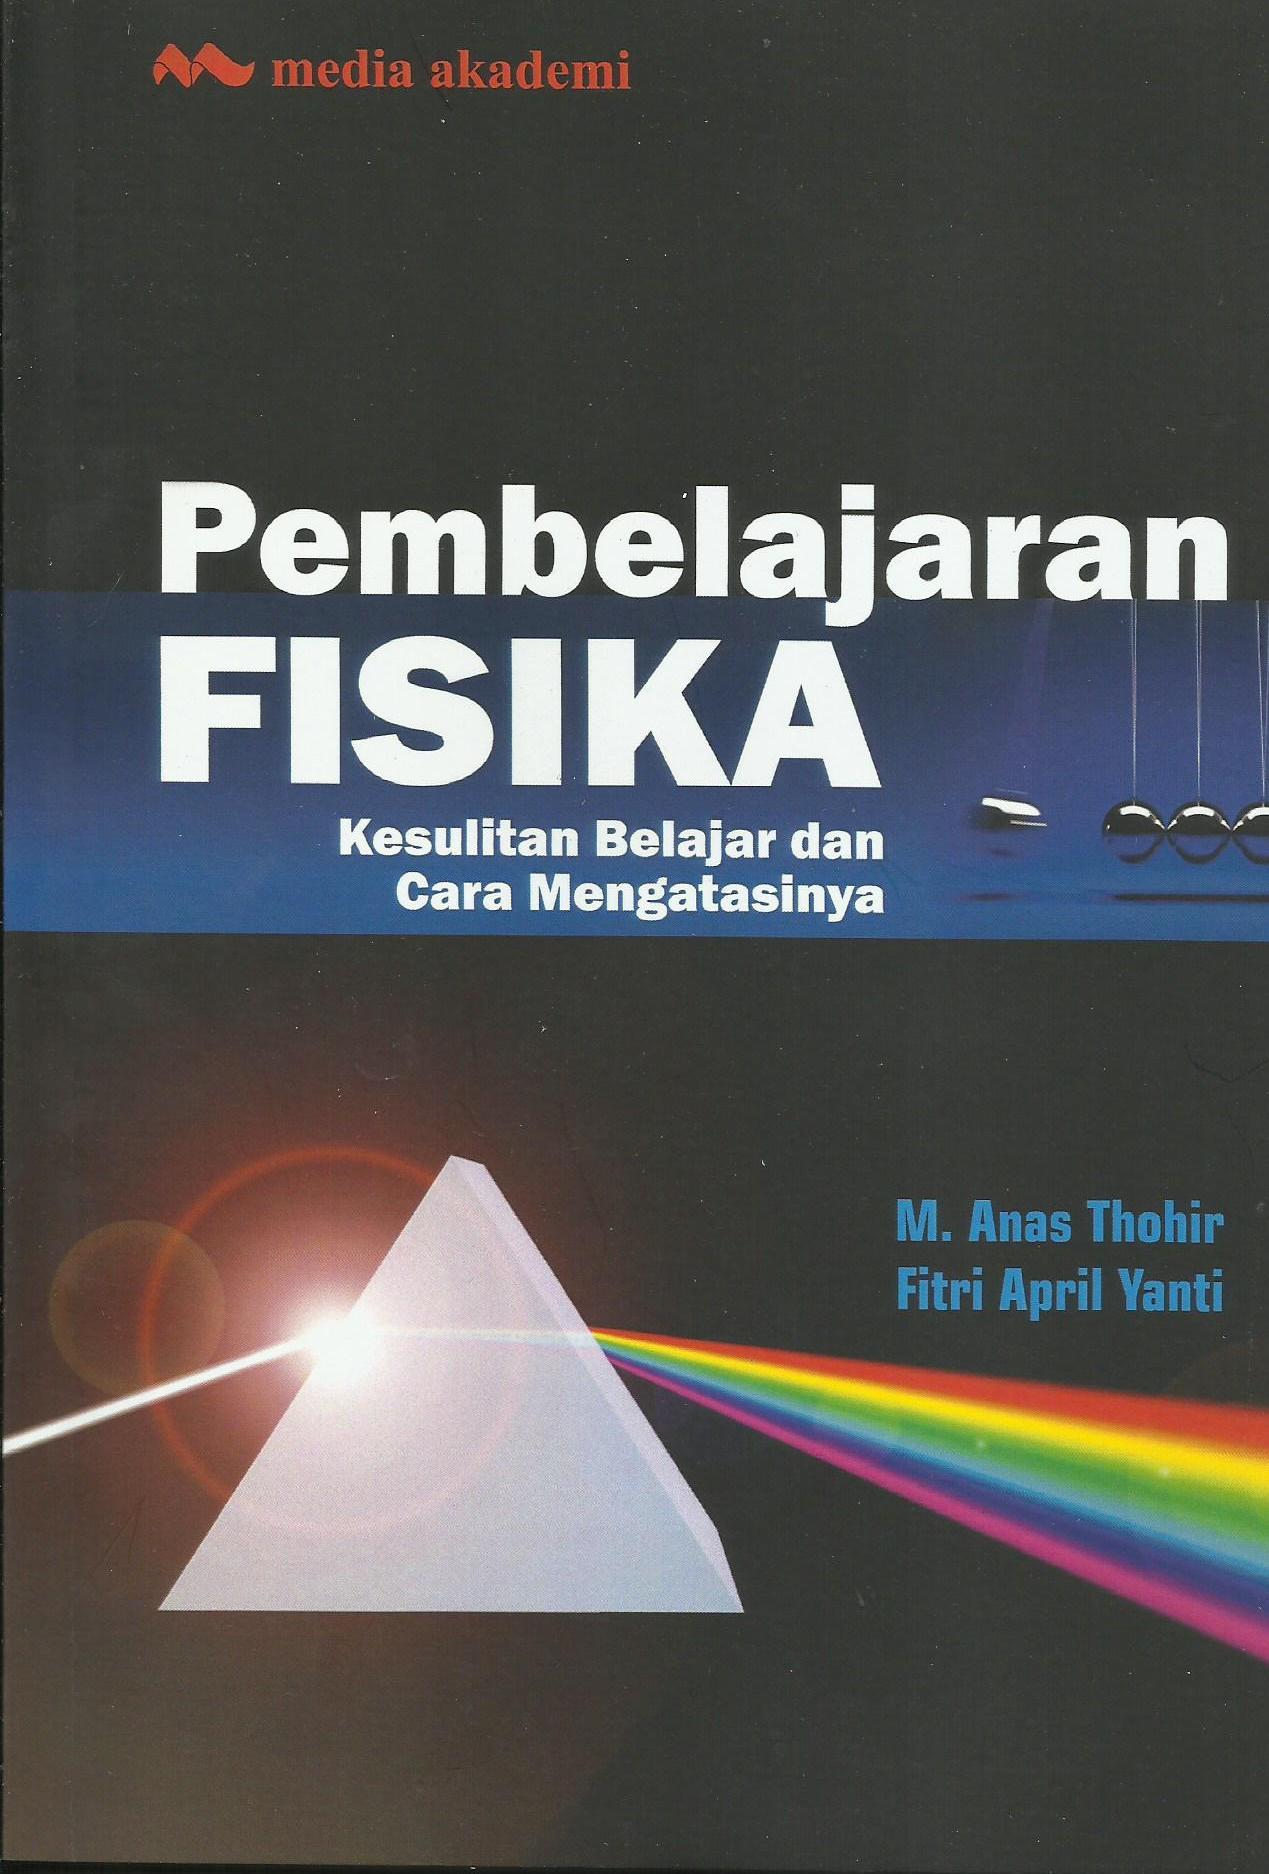 media akademi
Pembelajaran
FISIKA
Kesulitan Belajar dan
Cara Mengatasinya
M. Anas Thohir
Fitri April Yanti